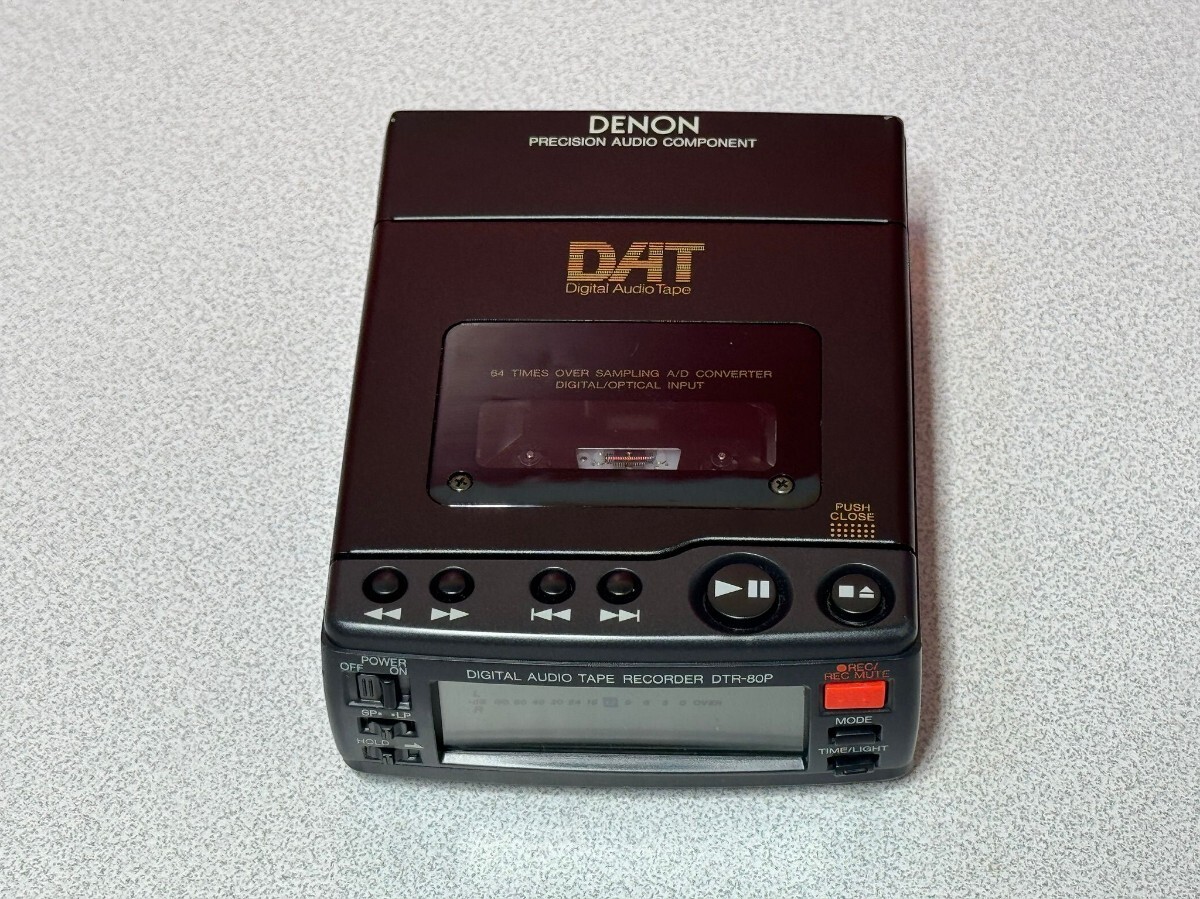 DENON
PRECISION AUDIO COMPONENT
DAT
Digital Audio Tape
64 TIMES OVER SAMPLING A/D CONVERTER
DIGITAL/OPTICAL INPUT
PUSH
CLOSE
POWER
OFF ON
SP LP
HOLD
DIGITAL AUDIO TAPE RECORDER DTR-80P
OVER
REC/
REC MUTE
MODE
TIME/LIGHT